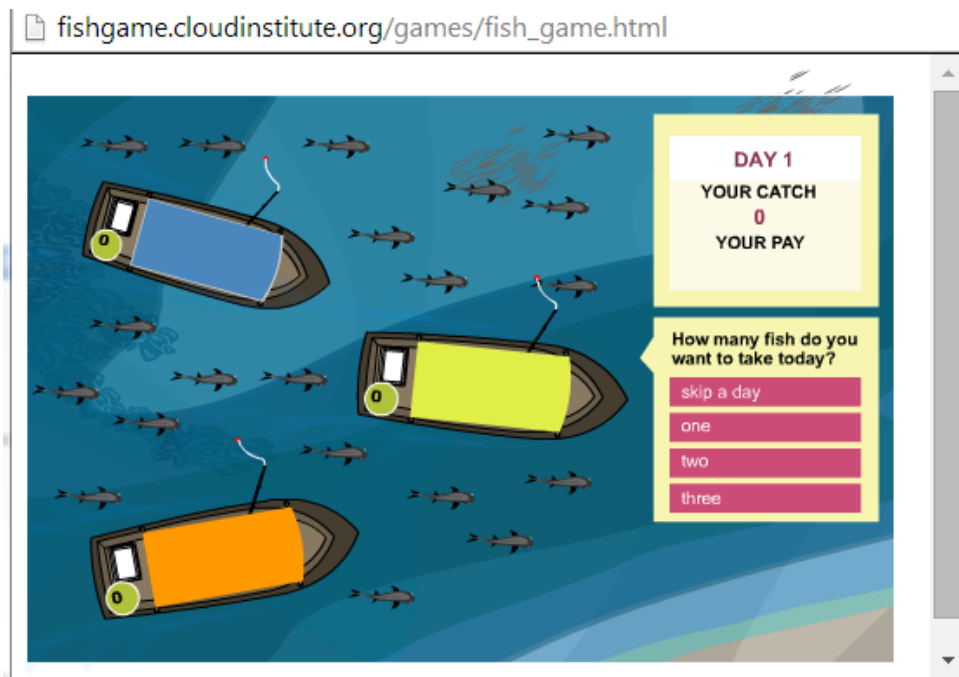 fishgame.cloudinstitute.org/games/fish_game.html
DAY 1
YOUR CATCH
0
YOUR PAY
How many fish do you
want to take today?
skip a day
one
two
three
0
0
0